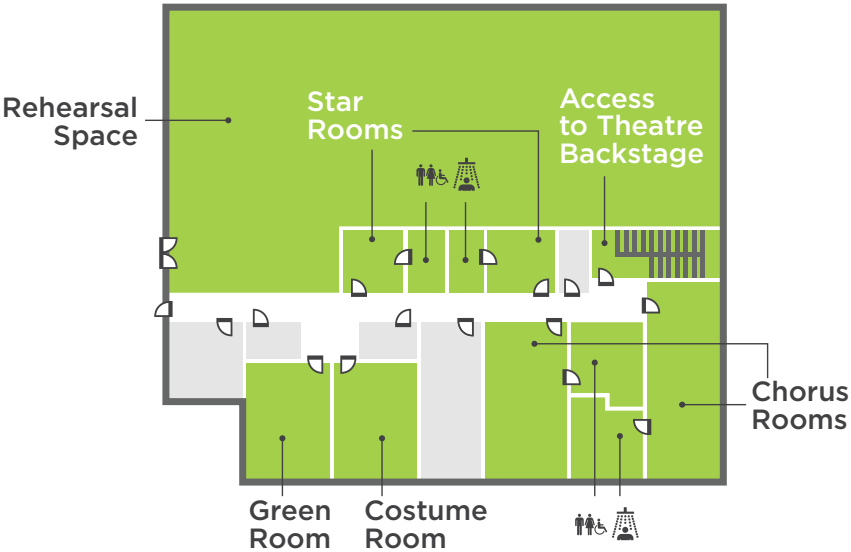 Rehearsal
Space
Star
Rooms
Access
to Theatre
Backstage
Chorus
Rooms
Green
Room
Costume
Room